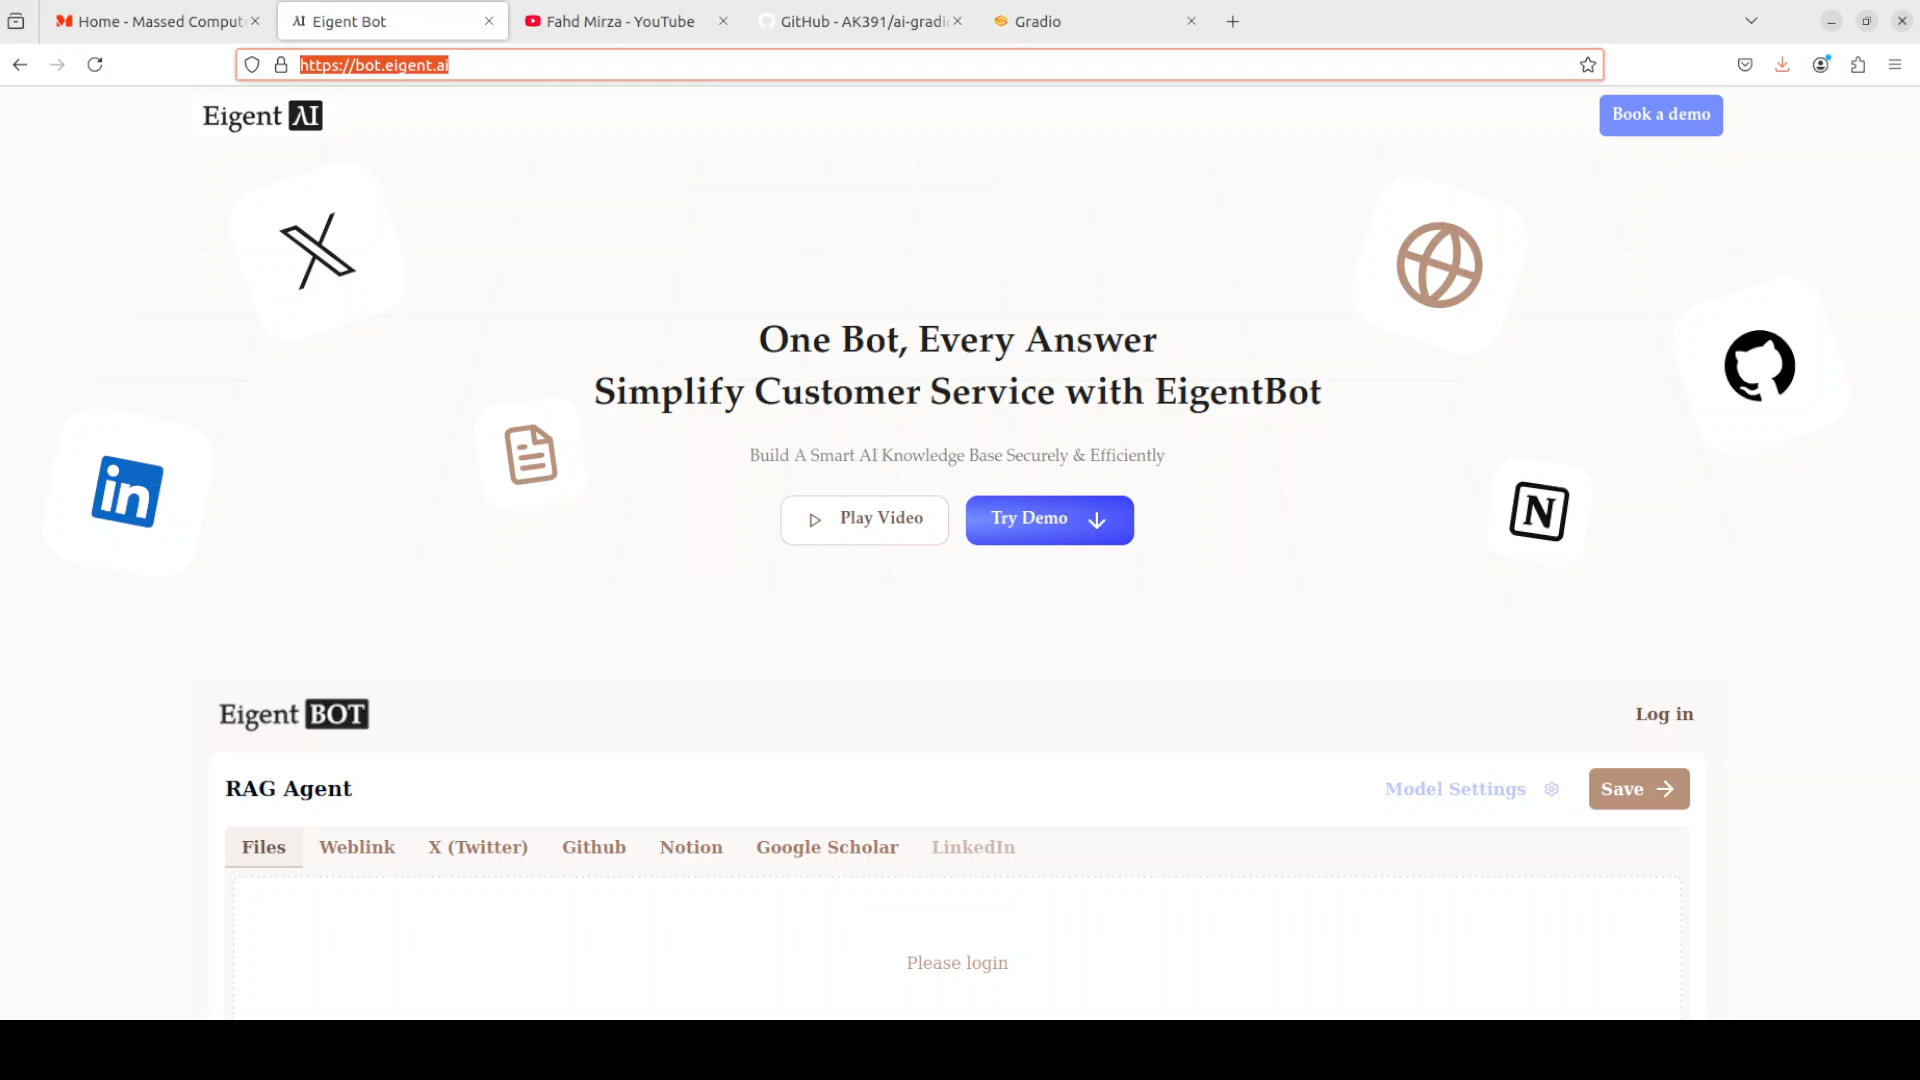 Home - Massed Comput
Eigent Bot
Fahd Mirza - YouTube
GitHub - AK391/ai-gradi
Gradio
https://bot.eigent.ai
Eigent AI
Book a demo
One Bot, Every Answer
Simplify Customer Service with EigentBot
Build A Smart AI Knowledge Base Securely & Efficiently
Play Video
Try Demo
Eigent BOT
Log in
RAG Agent
Model Settings
Save
Files
Weblink
X (Twitter)
Github
Notion
Google Scholar
LinkedIn
Please login